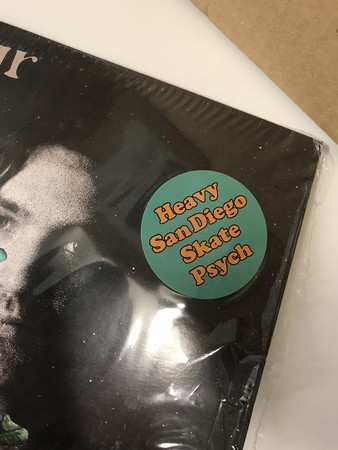 Heavy
San Diego
Skate
Psych